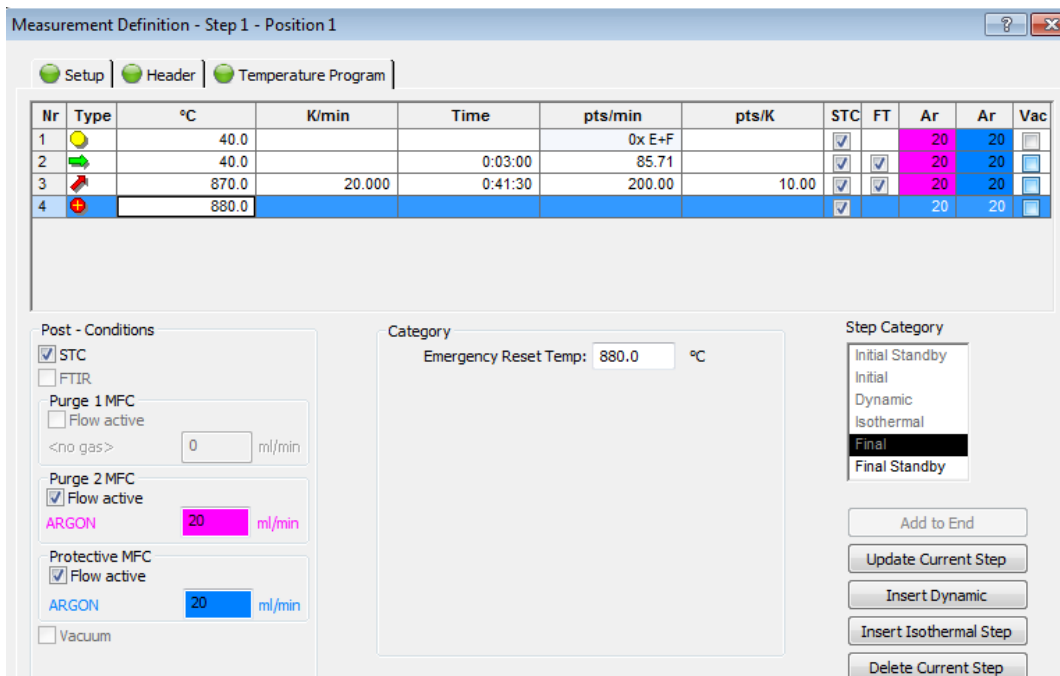 Measurement Definition - Step 1 - Position 1
?
Setup Header Temperature Program
Nr Type °C K/min Time pts/min pts/K STC FT Ar Ar Vac
1 40.0 0x E+F 20 20
2 40.0 0:03:00 85.71 20 20
3 870.0 20.000 0:41:30 200.00 10.00 20 20
4 880.0 20 20
Post - Conditions
STC
FTIR
Purge 1 MFC
Flow active
<no gas> 0 ml/min
Purge 2 MFC
Flow active
ARGON 20 ml/min
Protective MFC
Flow active
ARGON 20 ml/min
Vacuum
Category
Emergency Reset Temp: 880.0 °C
Step Category
Initial Standby
Initial
Dynamic
Isothermal
Final
Final Standby
Add to End
Update Current Step
Insert Dynamic
Insert Isothermal Step
Delete Current Step